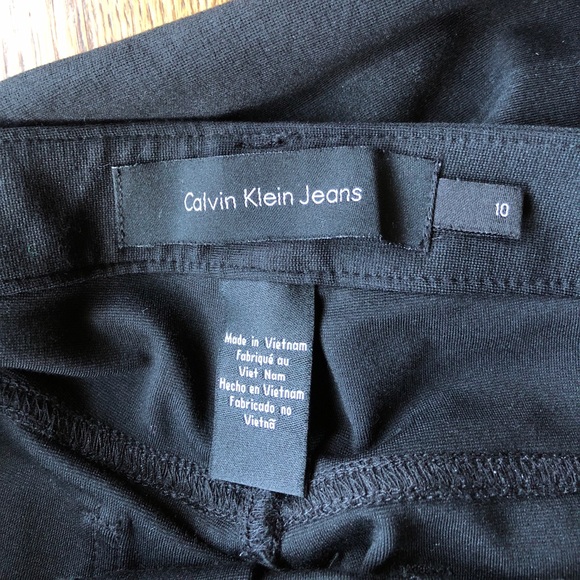 Calvin Klein Jeans
10
Made in Vietnam
Fabriqué au
Viet Nam
Hecho en Vietnam
Fabricado no
Vietnã